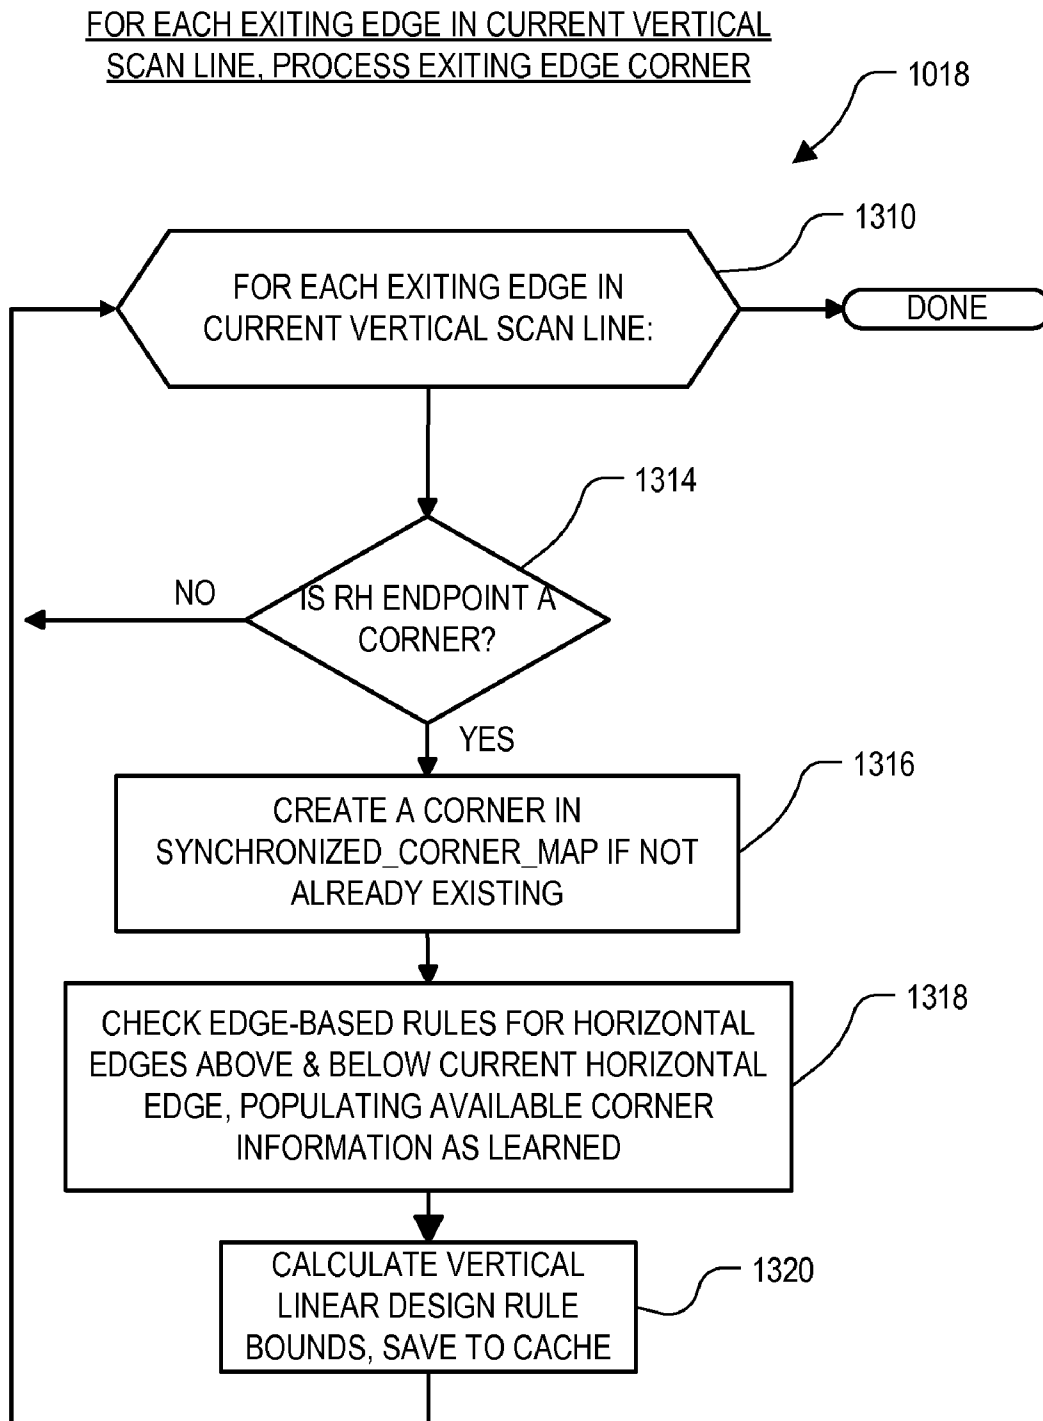 FOR EACH EXITING EDGE IN CURRENT VERTICAL
SCAN LINE, PROCESS EXITING EDGE CORNER
1018
1310
FOR EACH EXITING EDGE IN
CURRENT VERTICAL SCAN LINE:
DONE
1314
NO
IS RH ENDPOINT A
CORNER?
YES
1316
CREATE A CORNER IN
SYNCHRONIZED_CORNER_MAP IF NOT
ALREADY EXISTING
1318
CHECK EDGE-BASED RULES FOR HORIZONTAL
EDGES ABOVE & BELOW CURRENT HORIZONTAL
EDGE, POPULATING AVAILABLE CORNER
INFORMATION AS LEARNED
1320
CALCULATE VERTICAL
LINEAR DESIGN RULE
BOUNDS, SAVE TO CACHE